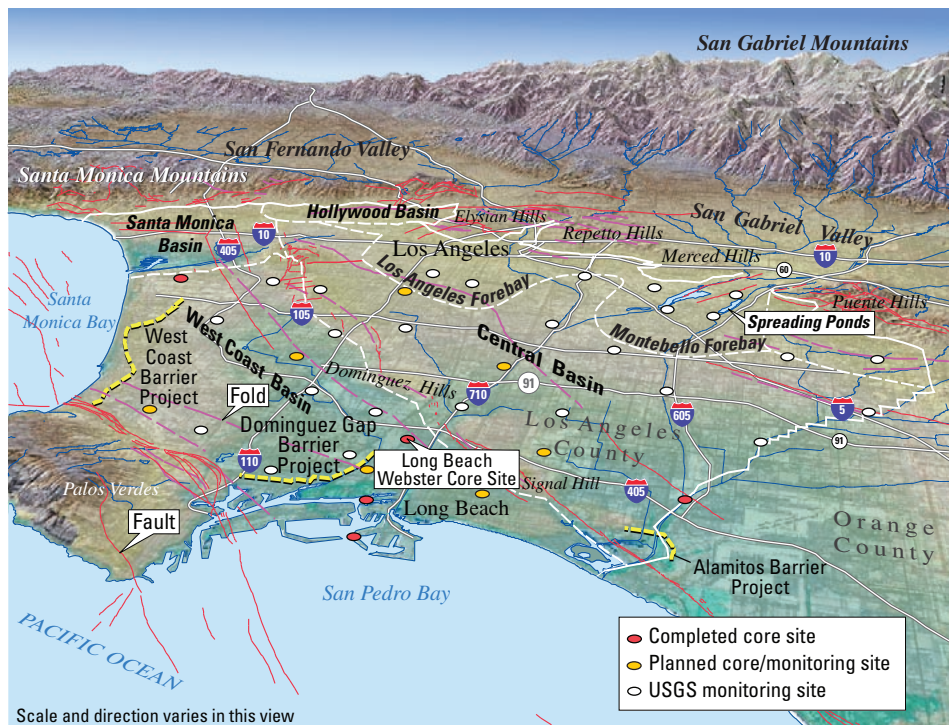 San Gabriel Mountains
San Fernando Valley
Santa Monica Mountains
Hollywood Basin
Elysian Hills
San Gabriel
Valley
Santa Monica
Basin
Repetto Hills
10
405
Los Angeles
Merced Hills
10
60
Santa
Monica Bay
Los Angeles Forebay
Puente Hills
105
Spreading Ponds
West
Coast
Barrier
Project
West Coast Basin
Central Basin
Montebello Forebay
Dominguez Hills
710
91
605
5
Fold
Los Angeles
County
91
Dominguez Gap
Barrier
Project
110
Long Beach
Webster Core Site
Signal Hill
405
Palos Verdes
Long Beach
Orange
County
Fault
Alamitos Barrier
Project
San Pedro Bay
PACIFIC OCEAN
Completed core site
Planned core/monitoring site
USGS monitoring site
Scale and direction varies in this view